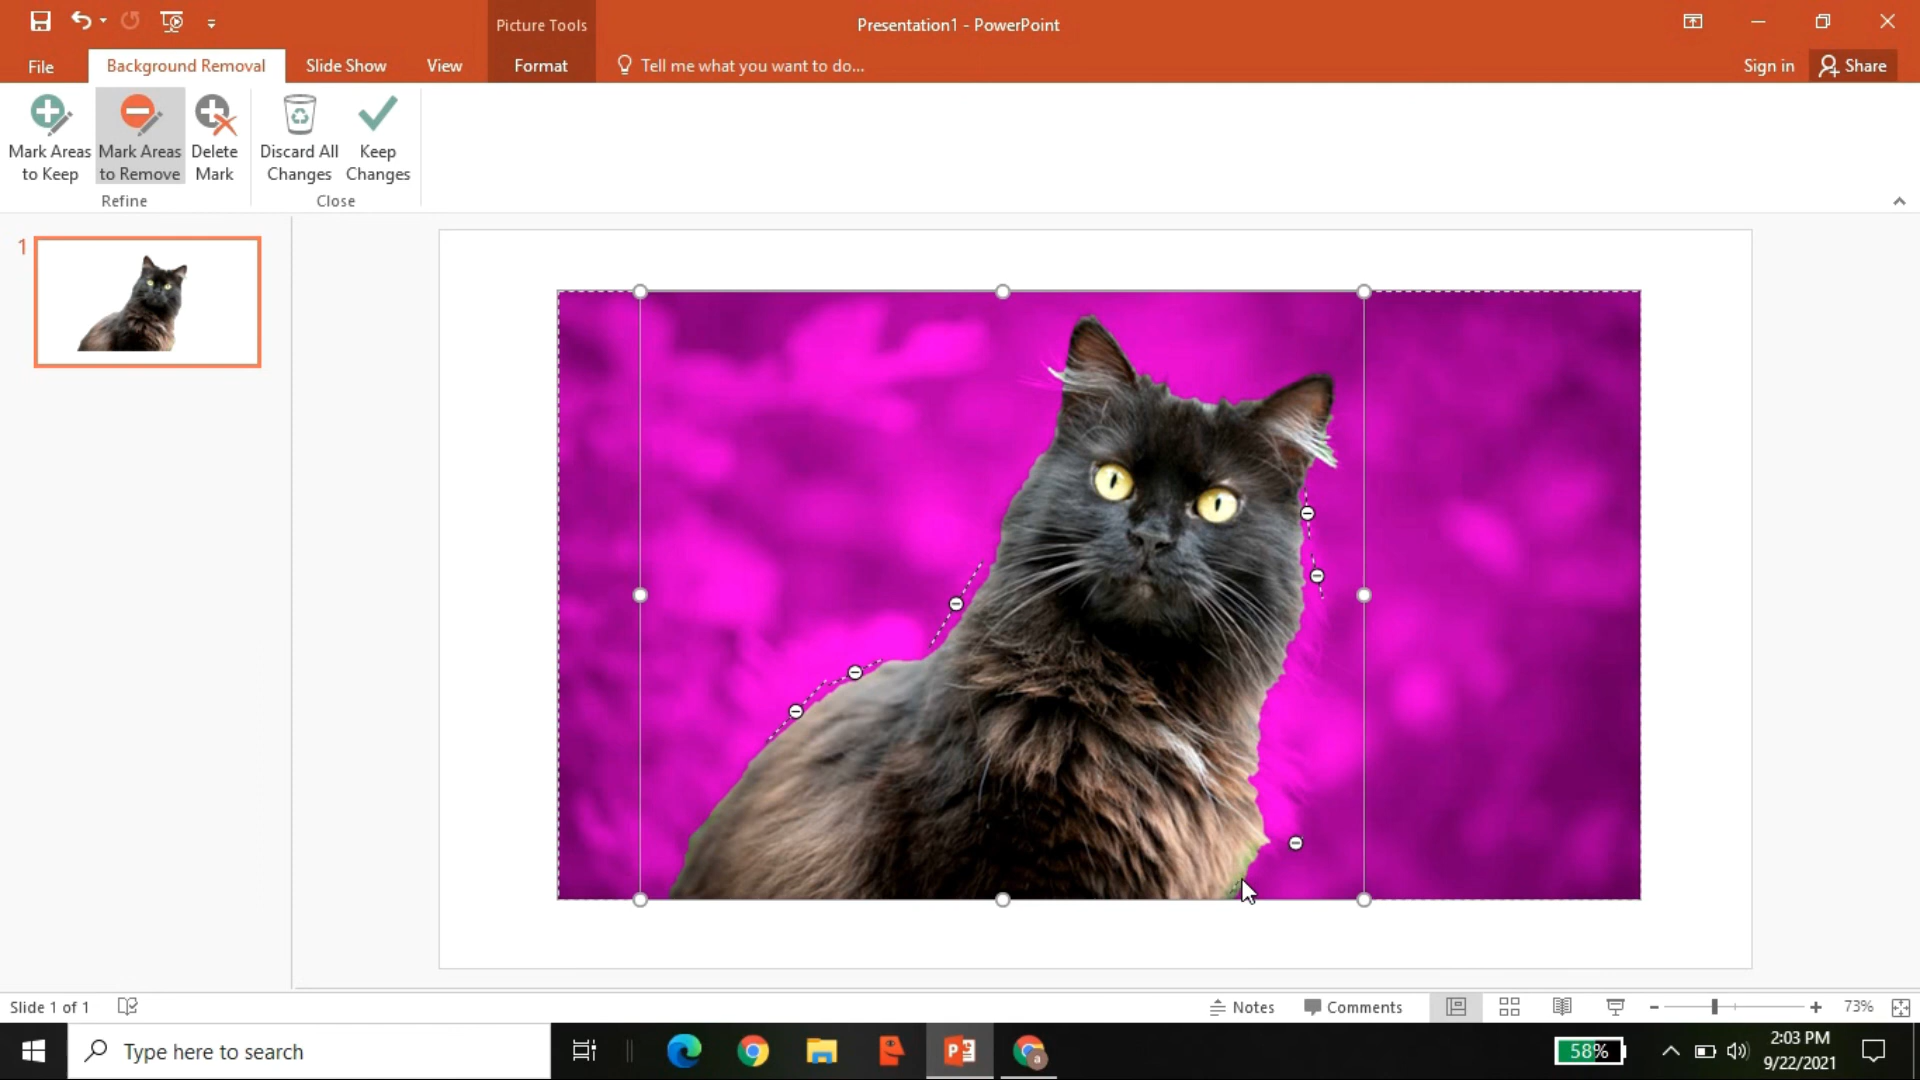 Picture Tools
Presentation1 - PowerPoint
File
Background Removal
Slide Show
View
Format
Tell me what you want to do...
Sign in
Share
Mark Areas to Keep
Mark Areas to Remove
Delete Mark
Discard All Changes
Keep Changes
Refine
Close
1
Slide 1 of 1
Notes
Comments
73%
Type here to search
58%
2:03 PM
9/22/2021
a